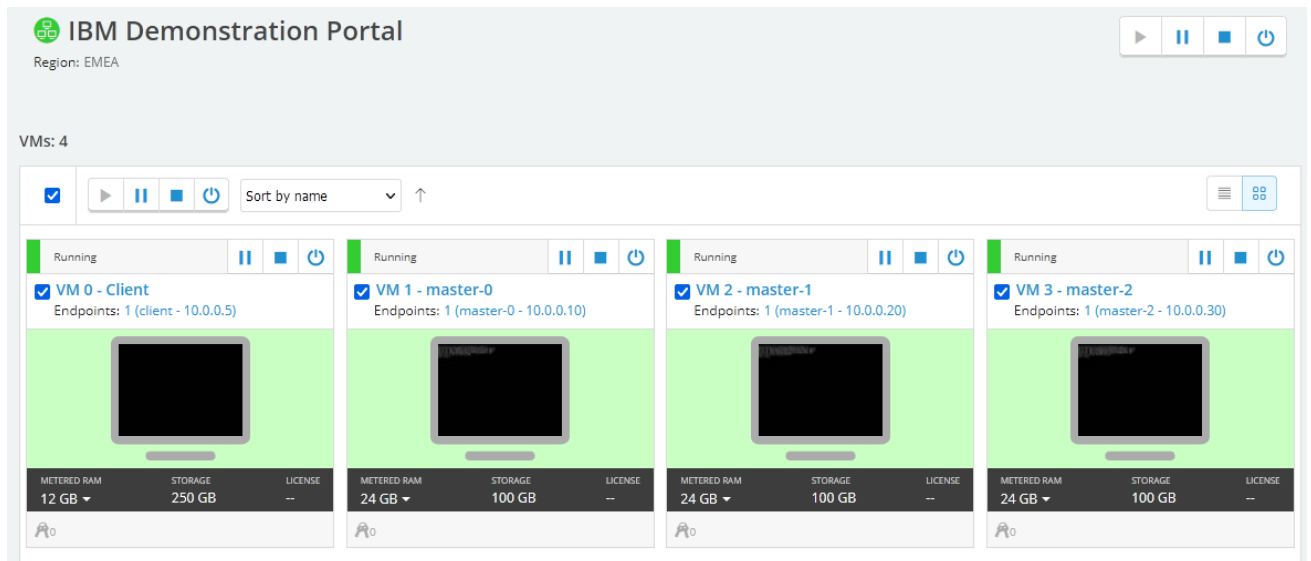 IBM Demonstration Portal
Region: EMEA
VMs: 4
Sort by name
Running
VM 0 - Client
Endpoints: 1 (client - 10.0.0.5)
METERED RAM STORAGE LICENSE
12 GB 250 GB --
0
Running
VM 1 - master-0
Endpoints: 1 (master-0 - 10.0.0.10)
METERED RAM STORAGE LICENSE
24 GB 100 GB --
0
Running
VM 2 - master-1
Endpoints: 1 (master-1 - 10.0.0.20)
METERED RAM STORAGE LICENSE
24 GB 100 GB --
0
Running
VM 3 - master-2
Endpoints: 1 (master-2 - 10.0.0.30)
METERED RAM STORAGE LICENSE
24 GB 100 GB --
0